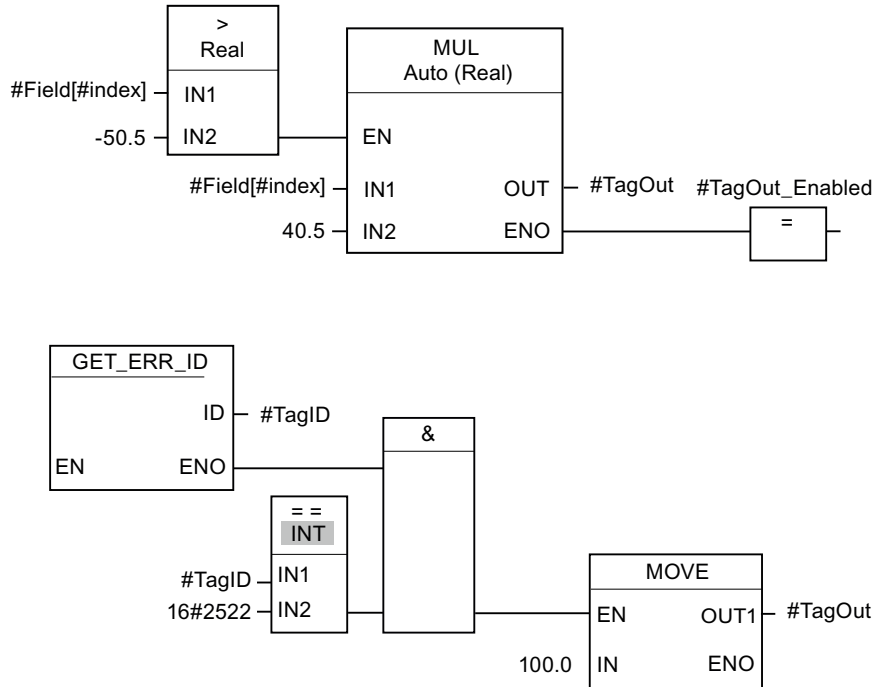 >
Real
#Field[#index] IN1
-50.5 IN2
MUL
Auto (Real)
EN
#Field[#index] IN1 OUT #TagOut #TagOut_Enabled
40.5 IN2 ENO =
GET_ERR_ID
ID #TagID
EN ENO
&
= =
INT
#TagID IN1
16#2522 IN2
MOVE
EN OUT1 #TagOut
100.0 IN ENO